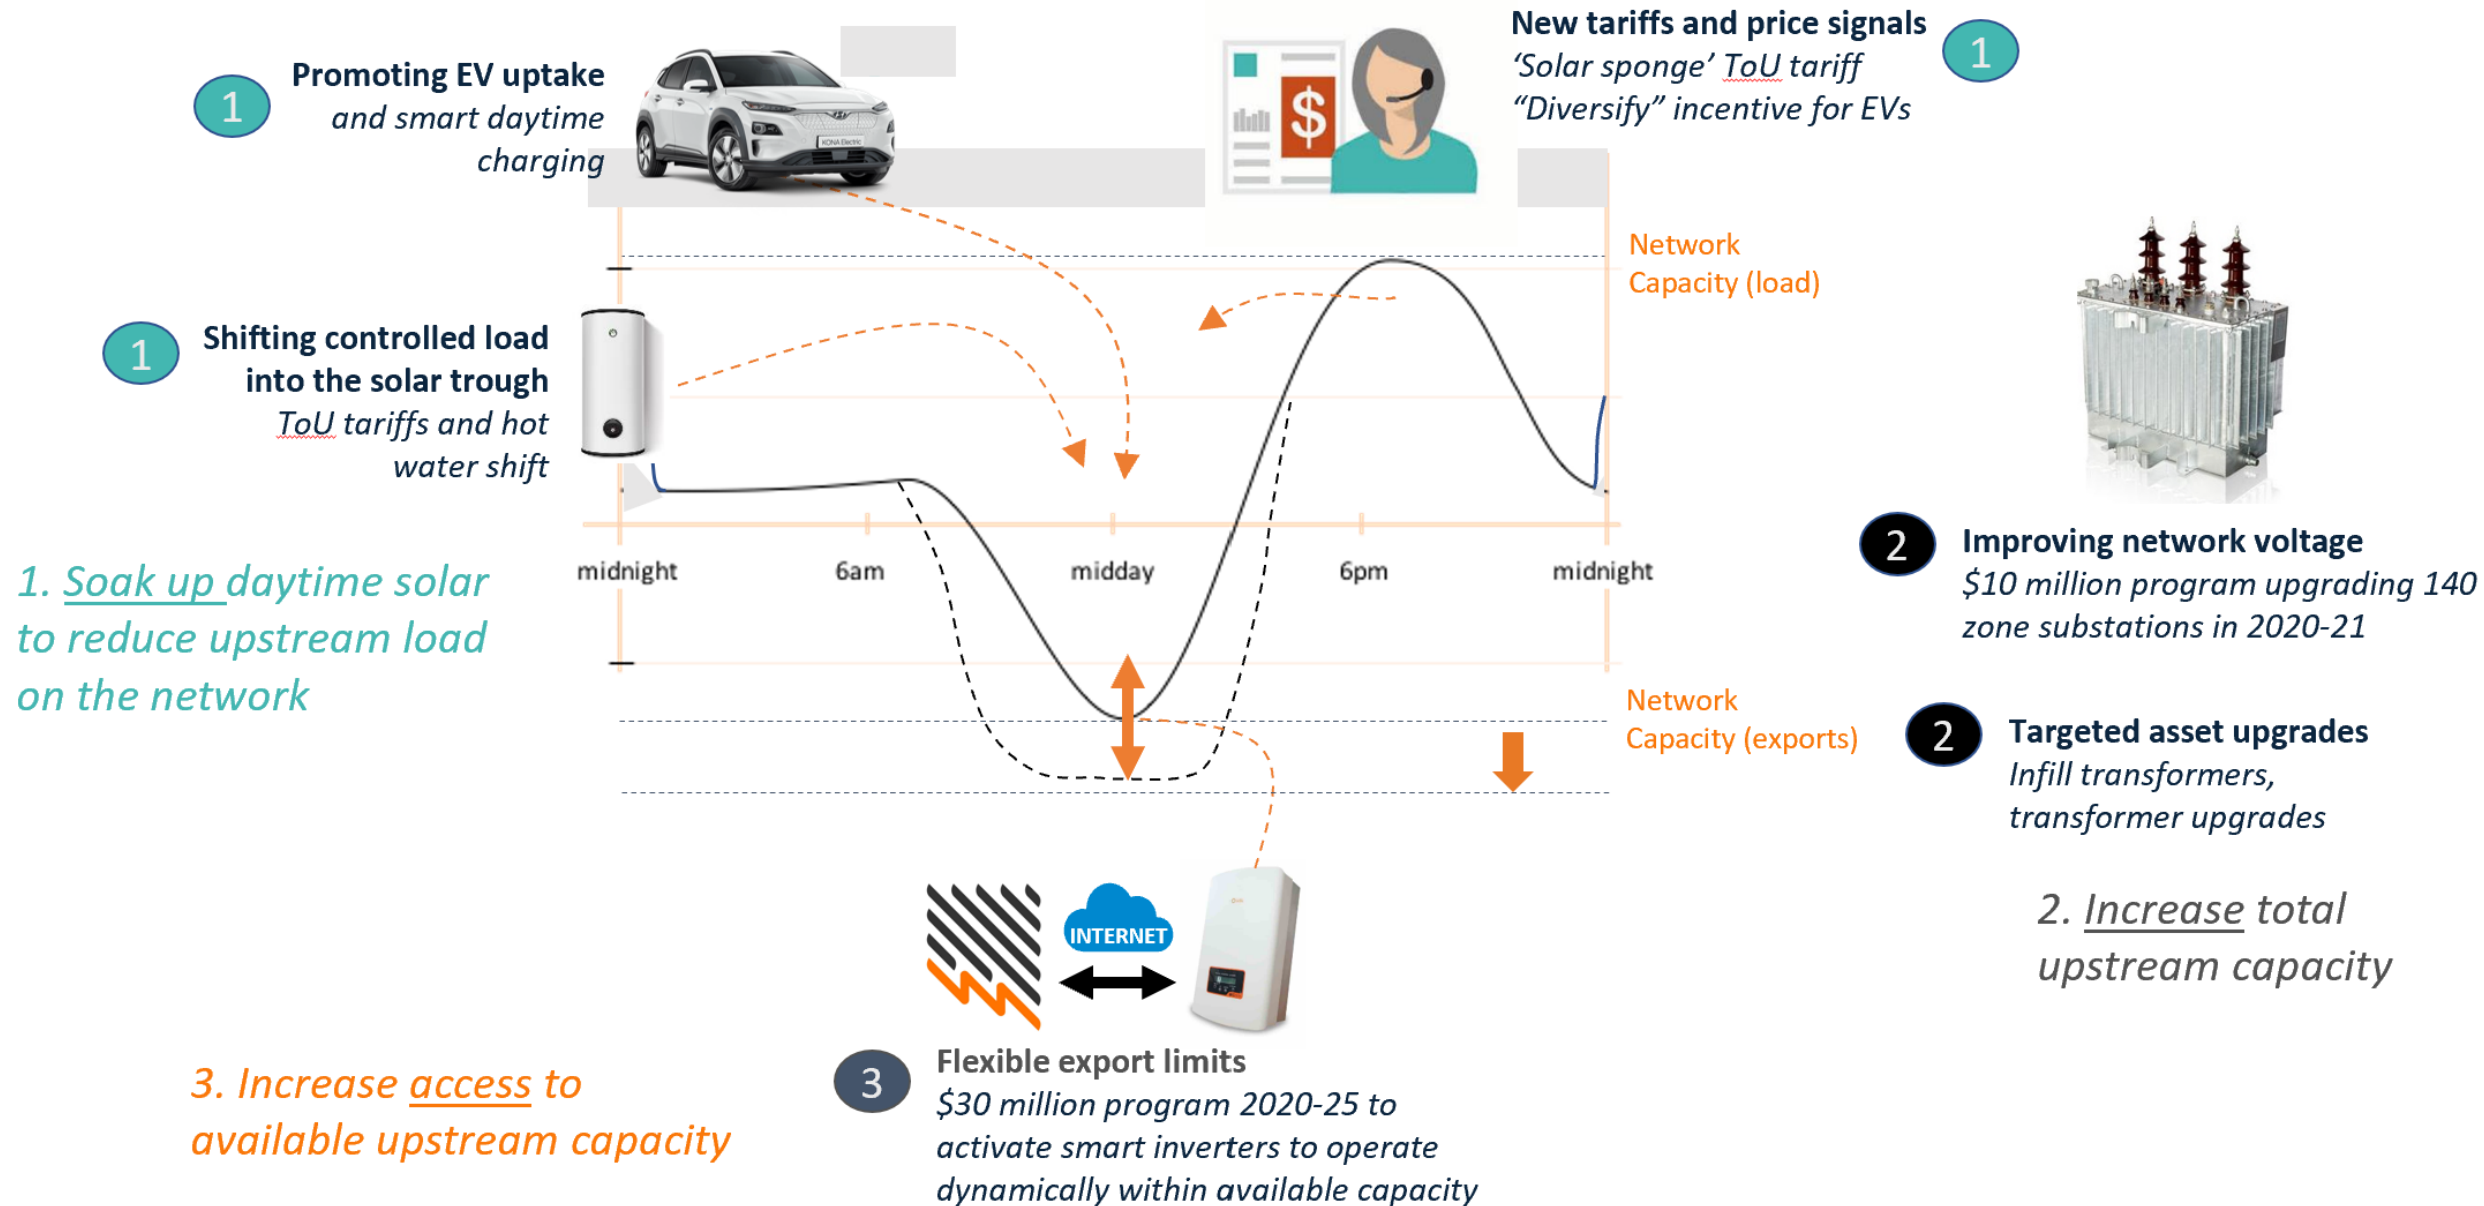 Promoting EV uptake
and smart daytime
charging
1
KONA Electric
$
New tariffs and price signals
‘Solar sponge’ ToU tariff
“Diversify” incentive for EVs
1
Network
Capacity (load)
1
Shifting controlled load
into the solar trough
ToU tariffs and hot
water shift
midnight
6am
midday
6pm
midnight
1. Soak up daytime solar
to reduce upstream load
on the network
2
Improving network voltage
$10 million program upgrading 140
zone substations in 2020-21
Network
Capacity (exports)
2
Targeted asset upgrades
Infill transformers,
transformer upgrades
2. Increase total
upstream capacity
INTERNET
3. Increase access to
available upstream capacity
3
Flexible export limits
$30 million program 2020-25 to
activate smart inverters to operate
dynamically within available capacity